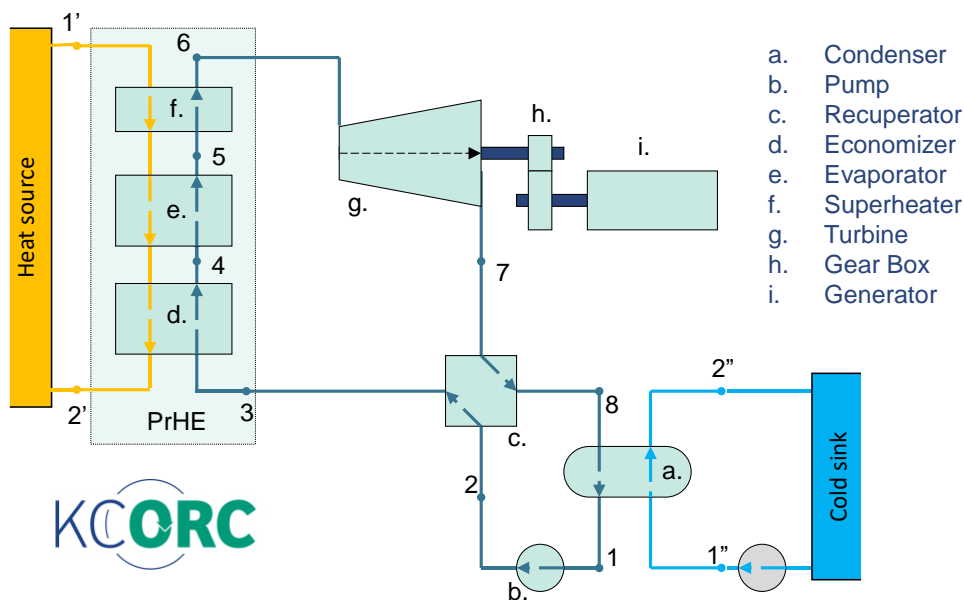 1’
6
f.
5
e.
4
d.
2’
3
PrHE
Heat source
g.
h.
i.
7
c.
8
2
a.
b.
1
2”
1”
Cold sink
a. Condenser
b. Pump
c. Recuperator
d. Economizer
e. Evaporator
f. Superheater
g. Turbine
h. Gear Box
i. Generator
KCORC